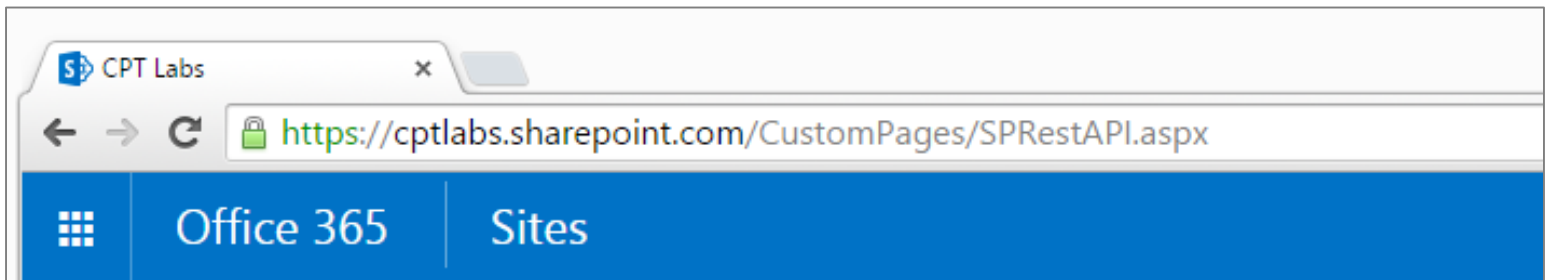 CPT Labs
https://cptlabs.sharepoint.com/CustomPages/SPRestAPI.aspx
Office 365 Sites